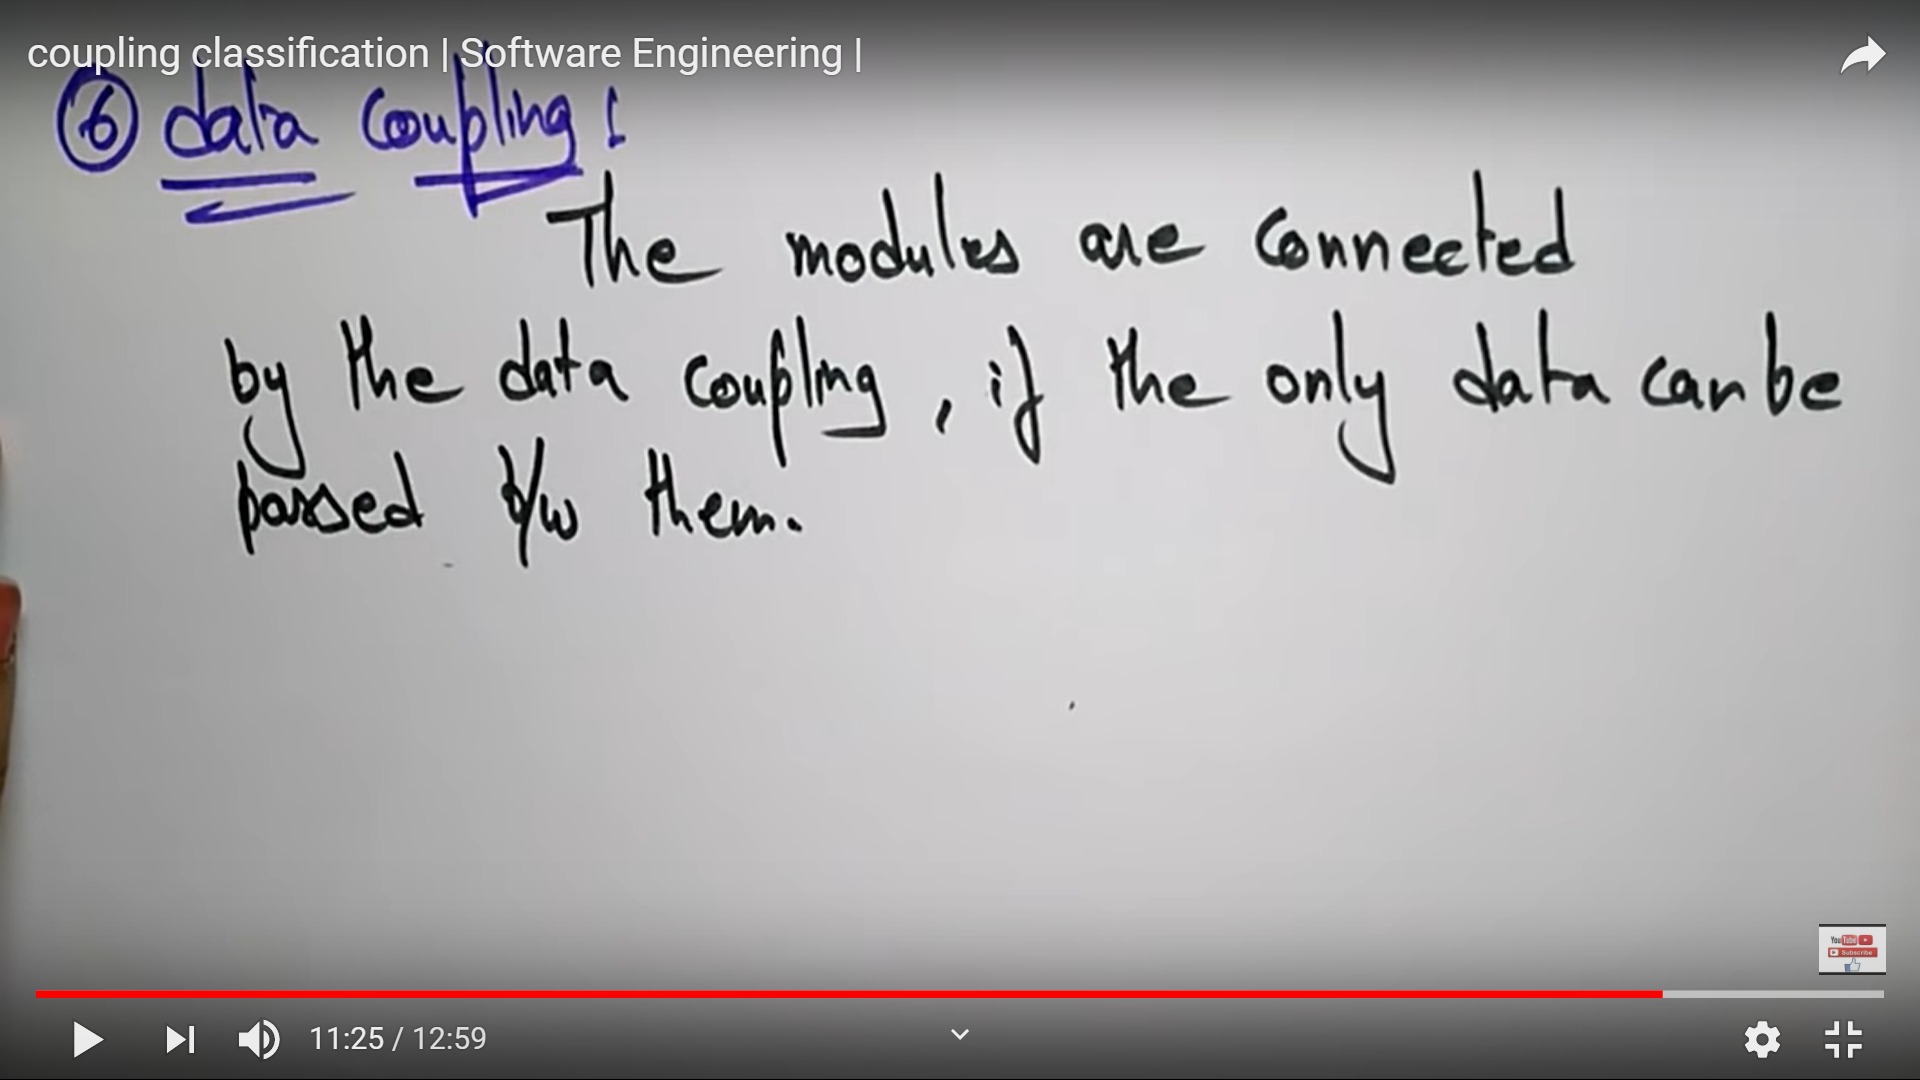 coupling classification | Software Engineering |
⑥ data coupling :
The modules are connected
by the data coupling , if the only data can be
passed b/w them.
YouTube
Subscribe
11:25 / 12:59